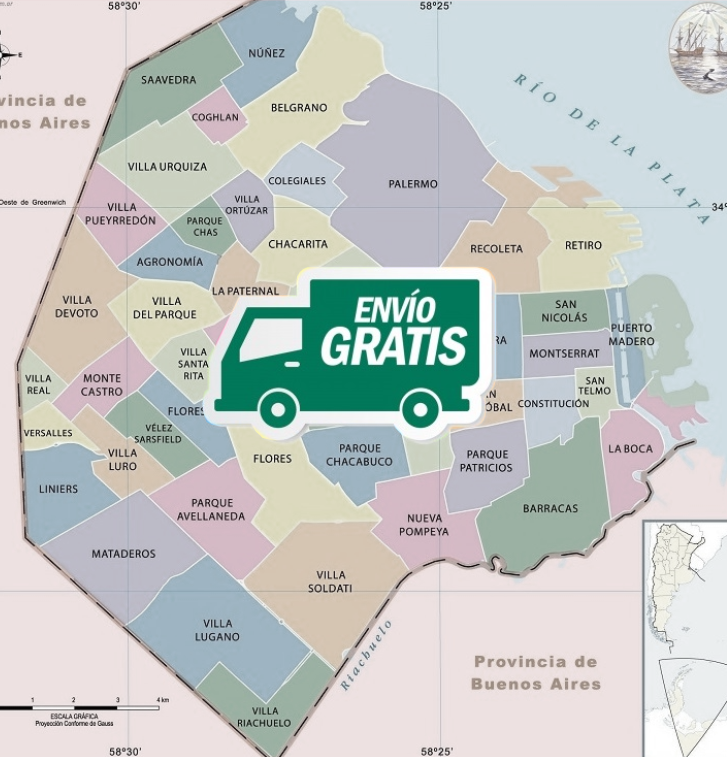 58°30'
58°25'
NÚÑEZ
SAAVEDRA
BELGRANO
COGHLAN
vincia de
nos Aires
RÍO DE LA PLATA
VILLA URQUIZA
COLEGIALES
PALERMO
Oeste de Greenwich
34°
VILLA
PUEYRREDÓN
VILLA
ORTÚZAR
PARQUE
CHAS
CHACARITA
RECOLETA
RETIRO
AGRONOMÍA
LA PATERNAL
VILLA
DEVOTO
VILLA
DEL PARQUE
ENVÍO
GRATIS
SAN
NICOLÁS
PUERTO
MADERO
RA
MONTSERRAT
VILLA
SANTA
RITA
VILLA
REAL
MONTE
CASTRO
SAN
TELMO
FLORES
N
ÓBAL
CONSTITUCIÓN
VERSALLES
VÉLEZ
SARSFIELD
VILLA
LURO
FLORES
PARQUE
CHACABUCO
PARQUE
PATRICIOS
LA BOCA
LINIERS
PARQUE
AVELLANEDA
NUEVA
POMPEYA
BARRACAS
MATADEROS
VILLA
SOLDATI
VILLA
LUGANO
Riachuelo
Provincia de
Buenos Aires
VILLA
RIACHUELO
1 2 3 4 km
ESCALA GRÁFICA
Proyección Conforme de Gauss
58°30'
58°25'